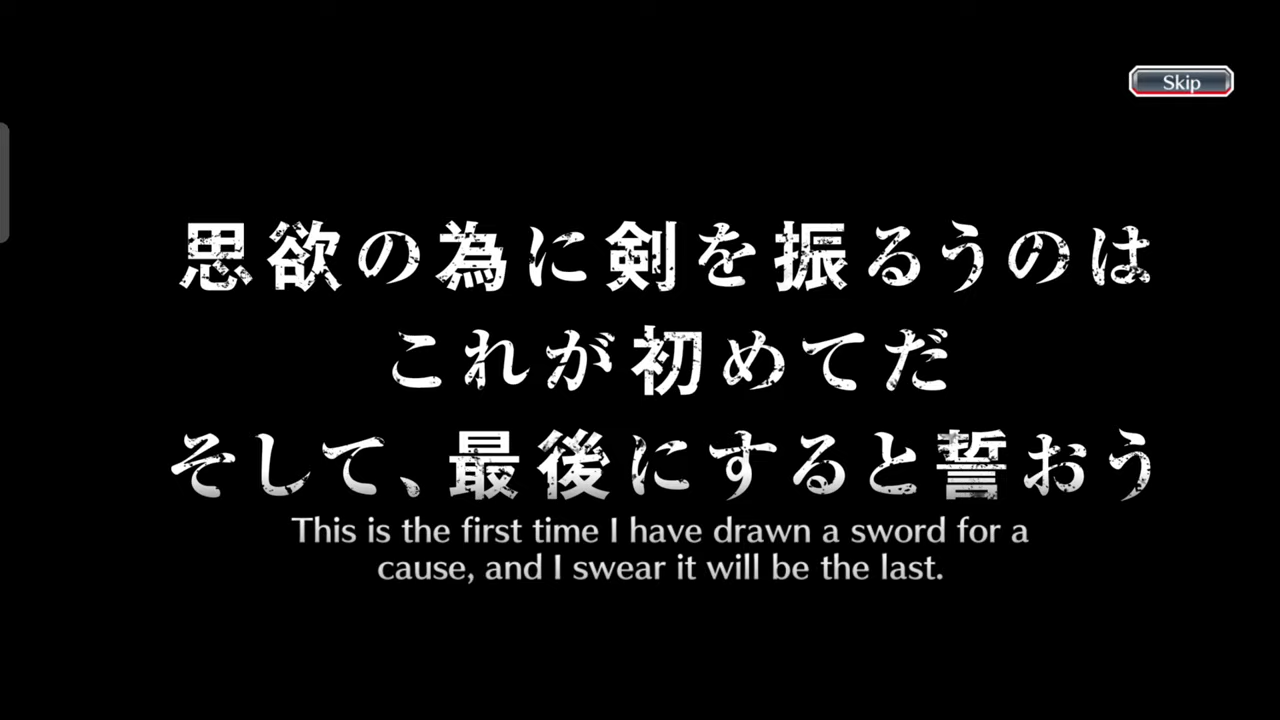 Skip
思欲の為に剣を振るうのは
これが初めてだ
そして、最後にすると誓おう
This is the first time I have drawn a sword for a
cause, and I swear it will be the last.